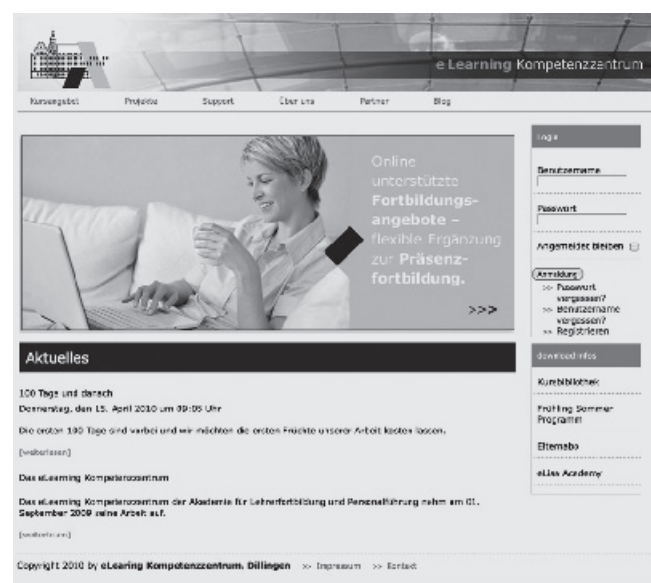 e Learning Kompetenzzentrum
Kursangebot Projekte Support Über uns Partner Blog
Online
unterstützte
Fortbildungs-
angebote –
flexible Ergänzung
zur Präsenz-
fortbildung.
>>>
Login
Benutzername
Passwort
Angemeldet bleiben
Anmeldung
>> Passwort
vergessen?
>> Benutzername
vergessen?
>> Registrieren
download infos
Kursbibliothek
Frühling Sommer
Programm
Elternabo
eLisa Academy
Aktuelles
100 Tage und danach
Donnerstag, den 15. April 2010 um 09:05 Uhr
Die ersten 100 Tage sind vorbei und wir möchten die ersten Früchte unserer Arbeit kosten lassen.
[weiterlesen]
Das eLearning Kompetenzzentrum
Das eLearning Kompetenzzentrum der Akademie für Lehrerfortbildung und Personalführung nahm am 01.
September 2009 seine Arbeit auf.
[weiterlesen]
Copyright 2010 by eLearing Kompetenzzentrum, Dillingen >> Impressum >> Kontakt